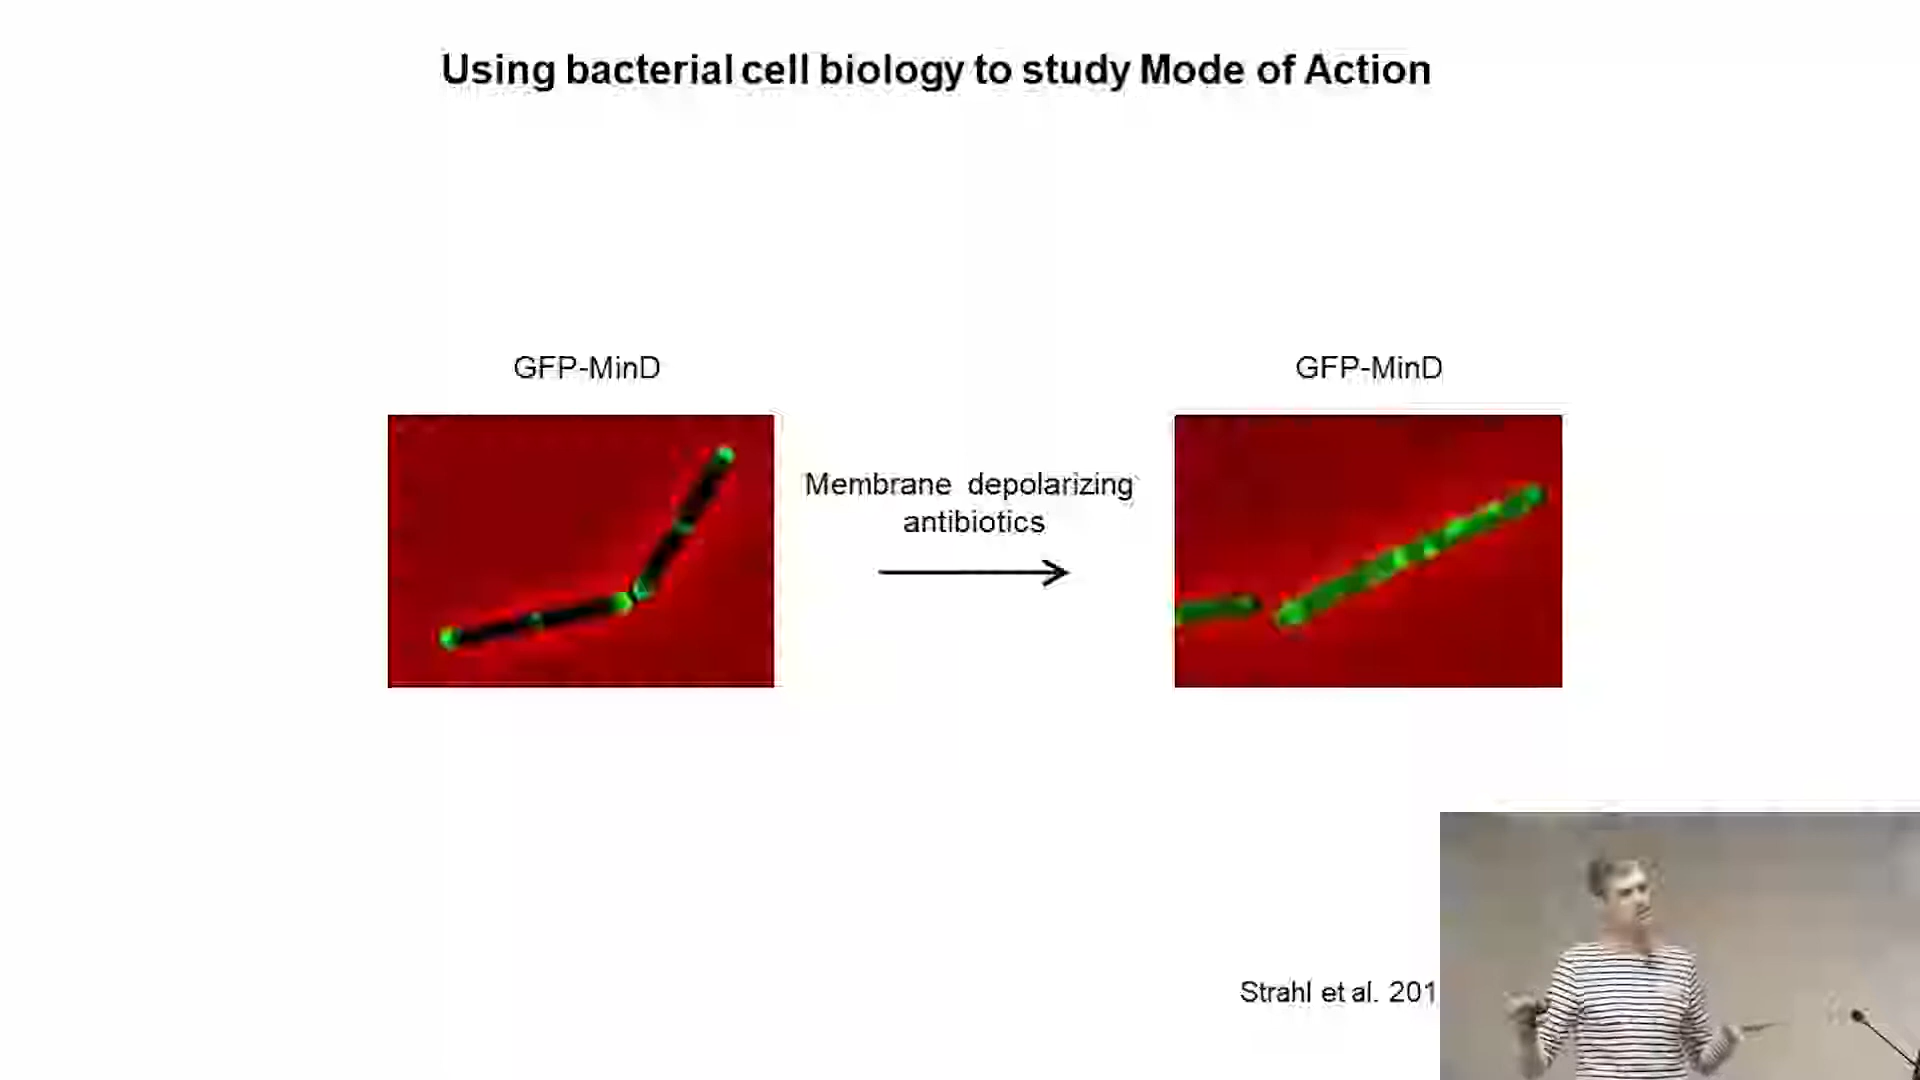 Using bacterial cell biology to study Mode of Action
GFP-MinD
GFP-MinD
Membrane depolarizing
antibiotics
Strahl et al. 201